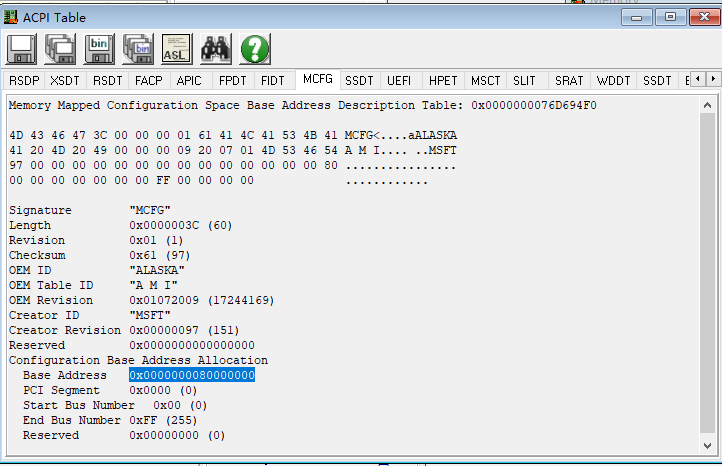 ACPI Table
bin
bin
ASL
?
RSDP XSDT RSDT FACP APIC FPDT FIDT MCFG SSDT UEFI HPET MSCT SLIT SRAT WDDT SSDT
Memory Mapped Configuration Space Base Address Description Table: 0x0000000076D694F0
4D 43 46 47 3C 00 00 00 01 61 41 4C 41 53 4B 41 MCFG<....aALASKA
41 20 4D 20 49 00 00 00 09 20 07 01 4D 53 46 54 A M I.... ..MSFT
97 00 00 00 00 00 00 00 00 00 00 00 00 00 00 80 ................
00 00 00 00 00 00 00 FF 00 00 00 00 ............
Signature "MCFG"
Length 0x0000003C (60)
Revision 0x01 (1)
Checksum 0x61 (97)
OEM ID "ALASKA"
OEM Table ID "A M I"
OEM Revision 0x01072009 (17244169)
Creator ID "MSFT"
Creator Revision 0x00000097 (151)
Reserved 0x0000000000000000
Configuration Base Address Allocation
Base Address 0x0000000080000000
PCI Segment 0x0000 (0)
Start Bus Number 0x00 (0)
End Bus Number 0xFF (255)
Reserved 0x00000000 (0)